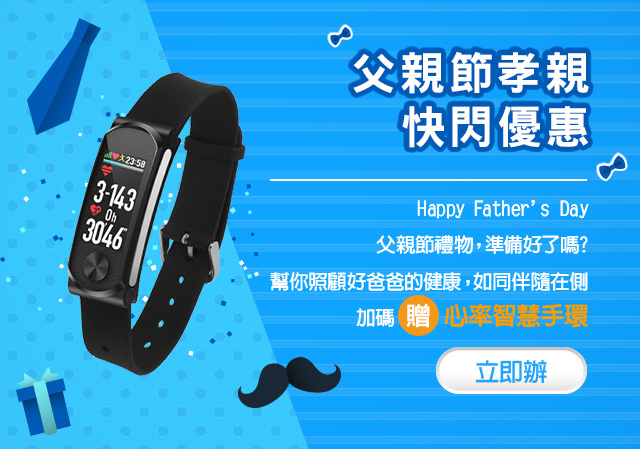 父親節孝親
快閃優惠
Happy Father's Day
父親節禮物，準備好了嗎?
幫你照顧好爸爸的健康，如同伴隨在側
加碼 贈 心率智慧手環
立即辦
23:58
3-143
0h
3046